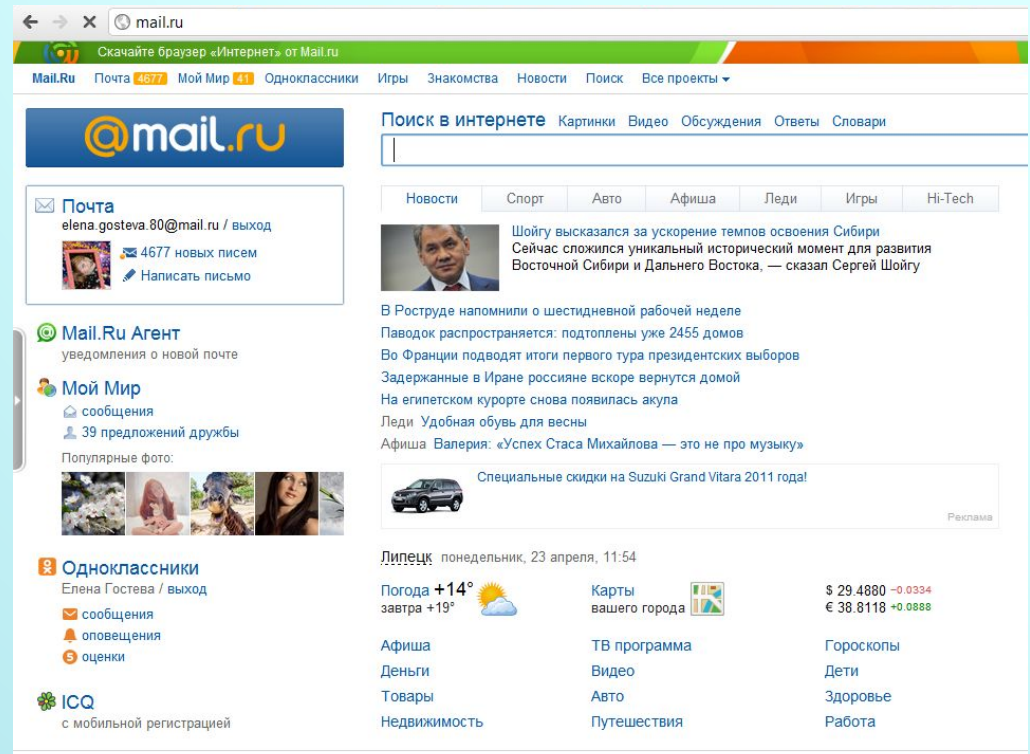 mail.ru
Скачайте браузер «Интернет» от Mail.ru
Mail.Ru Почта 4677 Мой Мир 41 Одноклассники Игры Знакомства Новости Поиск Все проекты
@mail.ru
Почта
elena.gosteva.80@mail.ru / выход
4677 новых писем
Написать письмо
Mail.Ru Агент
уведомления о новой почте
Мой Мир
сообщения
39 предложений дружбы
Популярные фото:
Одноклассники
Елена Гостева / выход
сообщения
оповещения
5 оценки
ICQ
с мобильной регистрацией
Поиск в интернете Картинки Видео Обсуждения Ответы Словари
Новости Спорт Авто Афиша Леди Игры Hi-Tech
Шойгу высказался за ускорение темпов освоения Сибири
Сейчас сложился уникальный исторический момент для развития
Восточной Сибири и Дальнего Востока, — сказал Сергей Шойгу
В Роструде напомнили о шестидневной рабочей неделе
Паводок распространяется: подтоплены уже 2455 домов
Во Франции подводят итоги первого тура президентских выборов
Задержанные в Иране россияне вскоре вернутся домой
На египетском курорте снова появилась акула
Леди Удобная обувь для весны
Афиша Валерия: «Успех Стаса Михайлова — это не про музыку»
Специальные скидки на Suzuki Grand Vitara 2011 года!
Реклама
Липецк понедельник, 23 апреля, 11:54
Погода +14°
завтра +19°
Карты
вашего города
$ 29.4880 -0.0334
€ 38.8118 +0.0888
Афиша ТВ программа Гороскопы
Деньги Видео Дети
Товары Авто Здоровье
Недвижимость Путешествия Работа